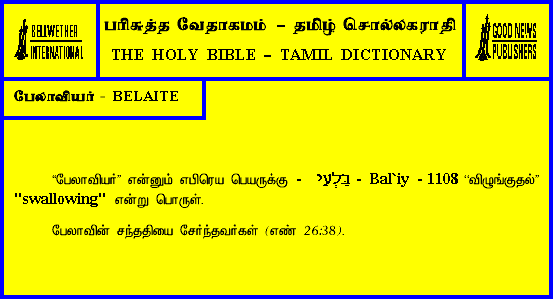 BELLWETHER
INTERNATIONAL
பரிசுத்த வேதாகமம் – தமிழ் சொல்லகராதி
THE HOLY BIBLE – TAMIL DICTIONARY
GOOD NEWS
PUBLISHERS
பேலாவியர் - BELAITE
“பேலாவியர்” என்னும் எபிரெய பெயருக்கு - בַּלְעִי - Bal`iy - 1108 “விழுங்குதல்”
"swallowing" என்று பொருள்.
பேலாவின் சந்ததியை சேர்ந்தவர்கள் (எண் 26:38).